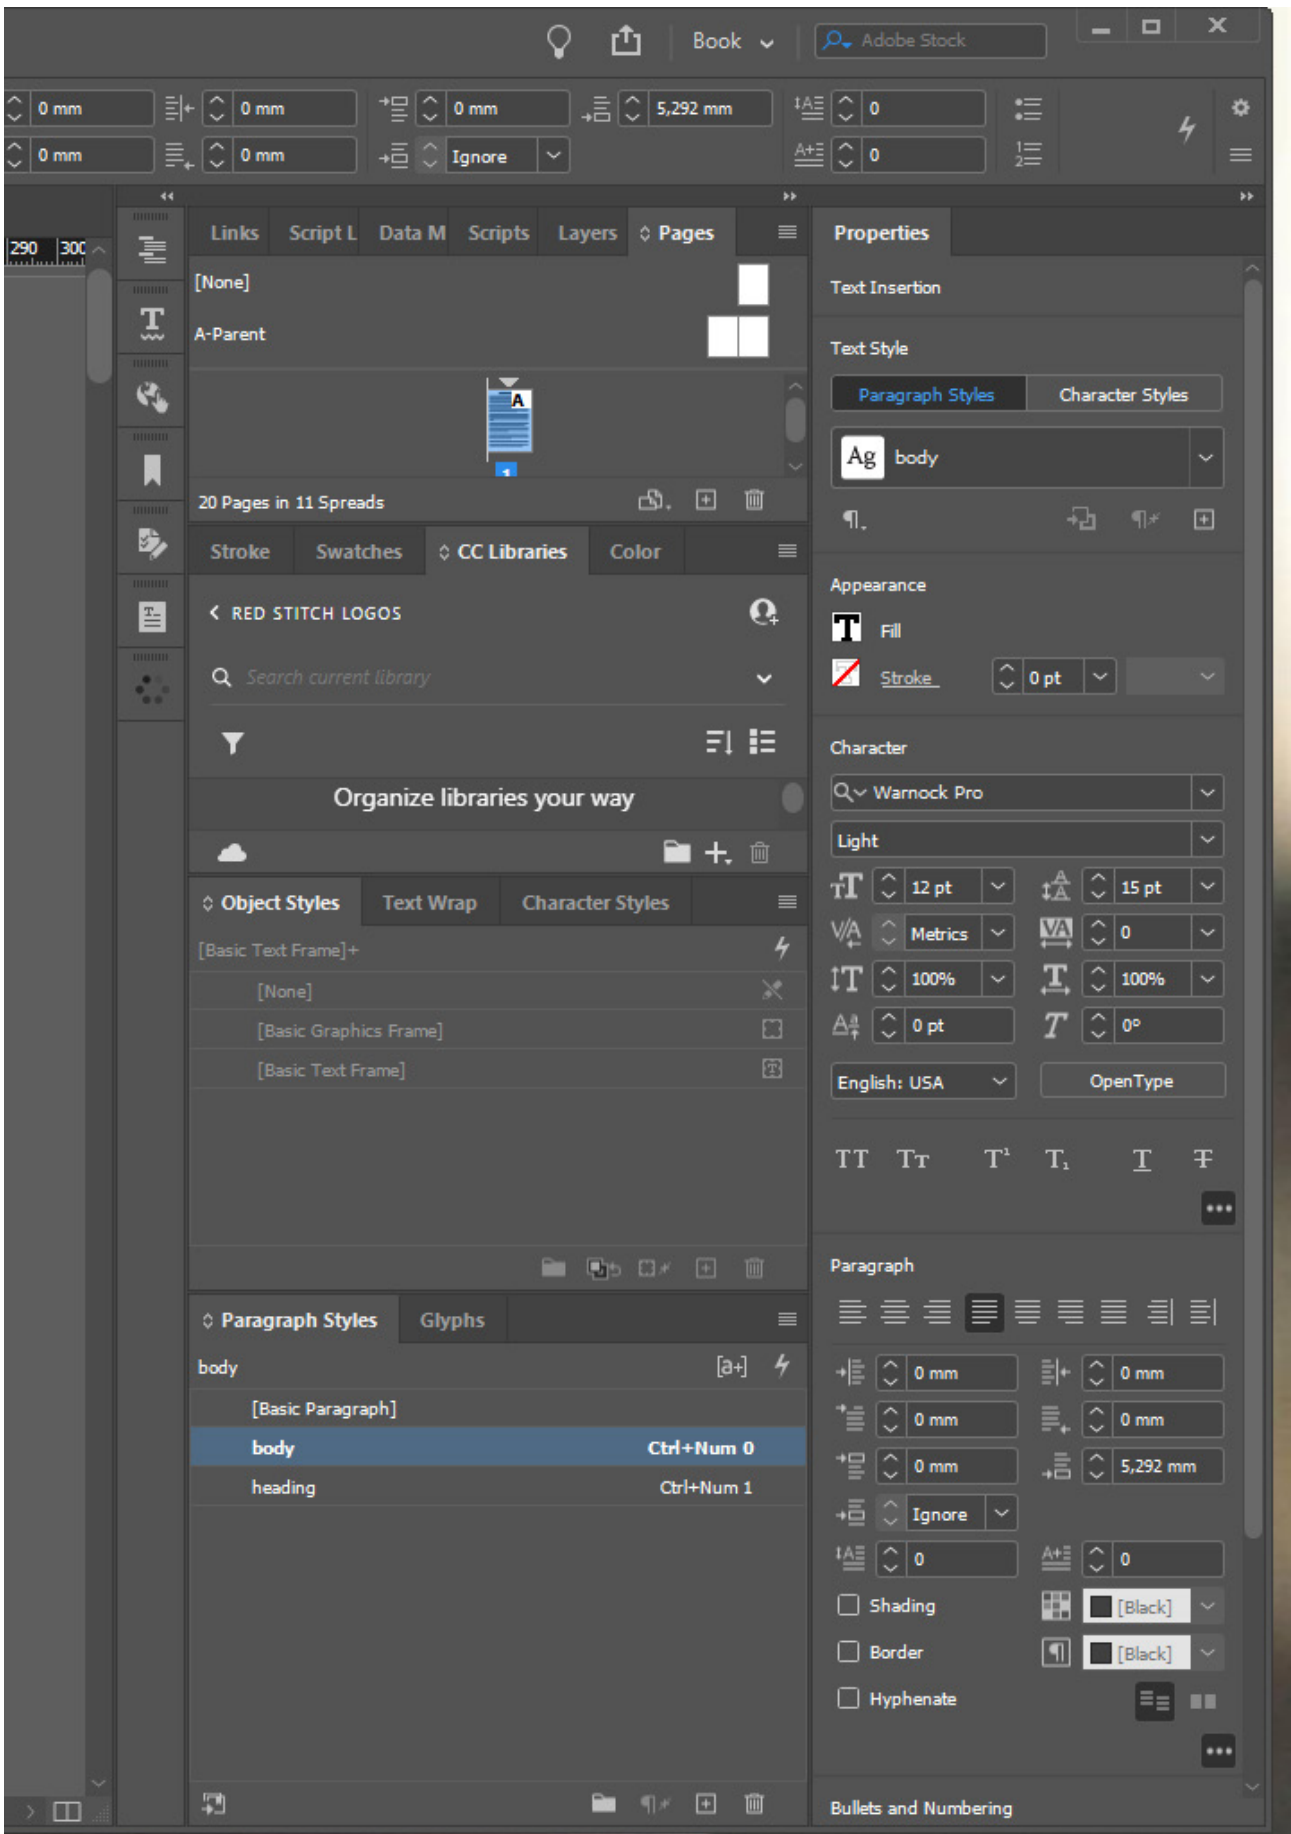 Book
Adobe Stock
0 mm
0 mm
0 mm
5,292 mm
0
0 mm
0 mm
Ignore
0
290 300
Links Script L Data M Scripts Layers Pages
[None]
A-Parent
A
1
20 Pages in 11 Spreads
Stroke Swatches CC Libraries Color
RED STITCH LOGOS
Search current library
Organize libraries your way
Object Styles Text Wrap Character Styles
[Basic Text Frame]+
[None]
[Basic Graphics Frame]
[Basic Text Frame]
Paragraph Styles Glyphs
body [a+]
[Basic Paragraph]
body Ctrl+Num 0
heading Ctrl+Num 1
Properties
Text Insertion
Text Style
Paragraph Styles Character Styles
Ag body
Appearance
Fill
Stroke 0 pt
Character
Warnock Pro
Light
12 pt 15 pt
Metrics 0
100% 100%
0 pt 0°
English: USA OpenType
Paragraph
0 mm 0 mm
0 mm 0 mm
0 mm 5,292 mm
Ignore
0 0
Shading [Black]
Border [Black]
Hyphenate
Bullets and Numbering